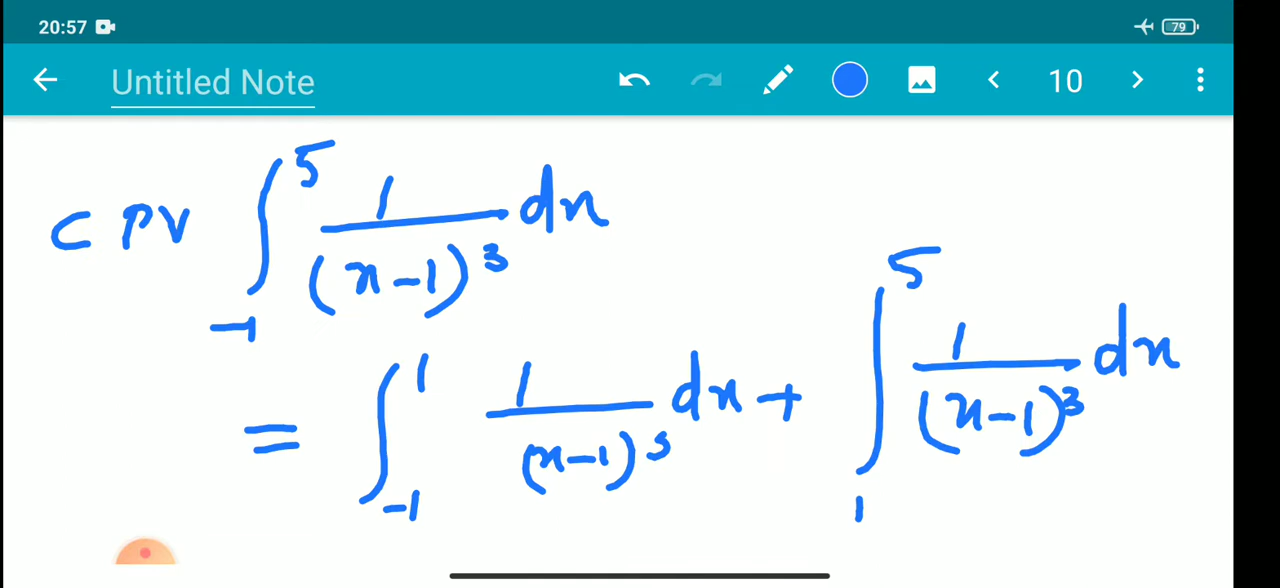 20:57 79
Untitled Note 10
C PV ∫_{-1}^{5} 1/(x-1)^3 dx
= ∫_{-1}^{1} 1/(x-1)^3 dx + ∫_{1}^{5} 1/(x-1)^3 dx